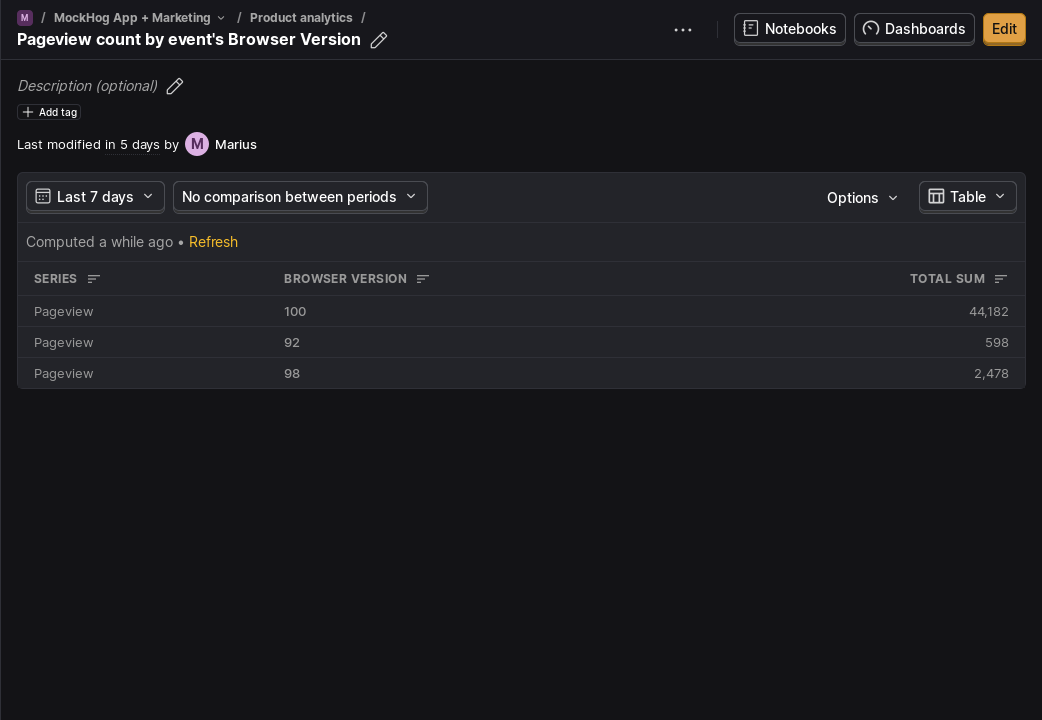 M / MockHog App + Marketing / Product analytics /
Pageview count by event's Browser Version
Notebooks
Dashboards
Edit
Description (optional)
Add tag
Last modified in 5 days by M Marius
Last 7 days
No comparison between periods
Options
Table
Computed a while ago • Refresh
SERIES BROWSER VERSION TOTAL SUM
Pageview 100 44,182
Pageview 92 598
Pageview 98 2,478